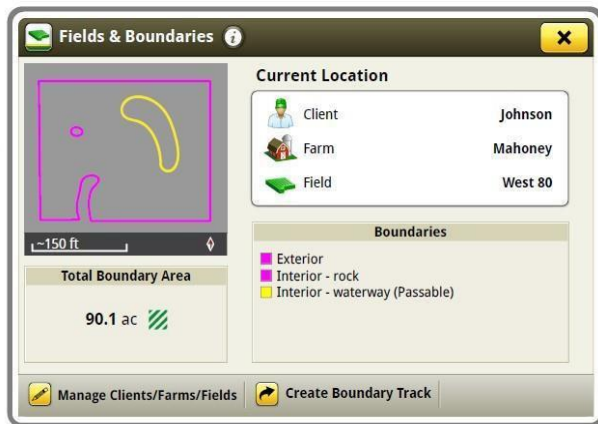 Fields & Boundaries i
Current Location
Client Johnson
Farm Mahoney
Field West 80
~150 ft
Boundaries
Exterior
Interior - rock
Interior - waterway (Passable)
Total Boundary Area
90.1 ac
Manage Clients/Farms/Fields
Create Boundary Track